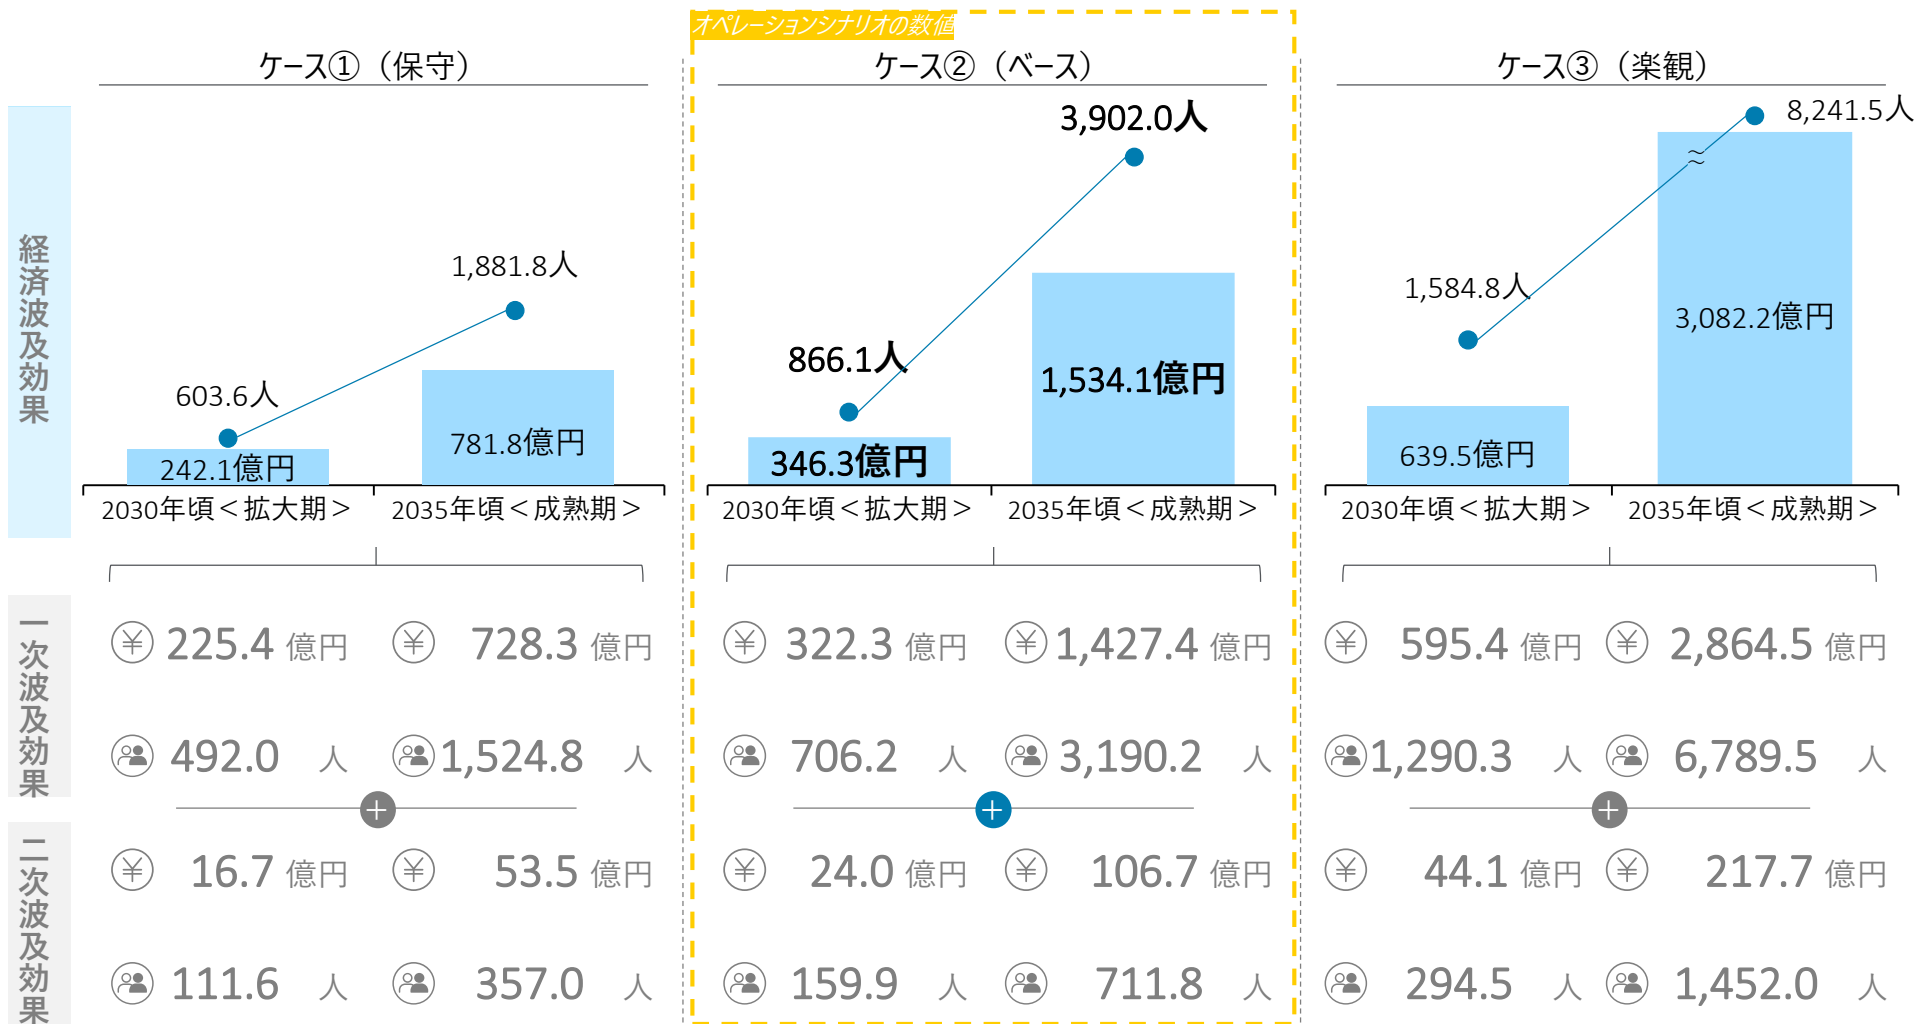 オペレーションシナリオの数値
ケース①（保守）
ケース②（ベース）
ケース③（楽観）
経済波及効果
603.6人
1,881.8人
242.1億円
781.8億円
2030年頃＜拡大期＞
2035年頃＜成熟期＞
866.1人
3,902.0人
346.3億円
1,534.1億円
2030年頃＜拡大期＞
2035年頃＜成熟期＞
1,584.8人
8,241.5人
639.5億円
3,082.2億円
2030年頃＜拡大期＞
2035年頃＜成熟期＞
一次波及効果
225.4 億円
728.3 億円
322.3 億円
1,427.4 億円
595.4 億円
2,864.5 億円
492.0 人
1,524.8 人
706.2 人
3,190.2 人
1,290.3 人
6,789.5 人
二次波及効果
16.7 億円
53.5 億円
24.0 億円
106.7 億円
44.1 億円
217.7 億円
111.6 人
357.0 人
159.9 人
711.8 人
294.5 人
1,452.0 人